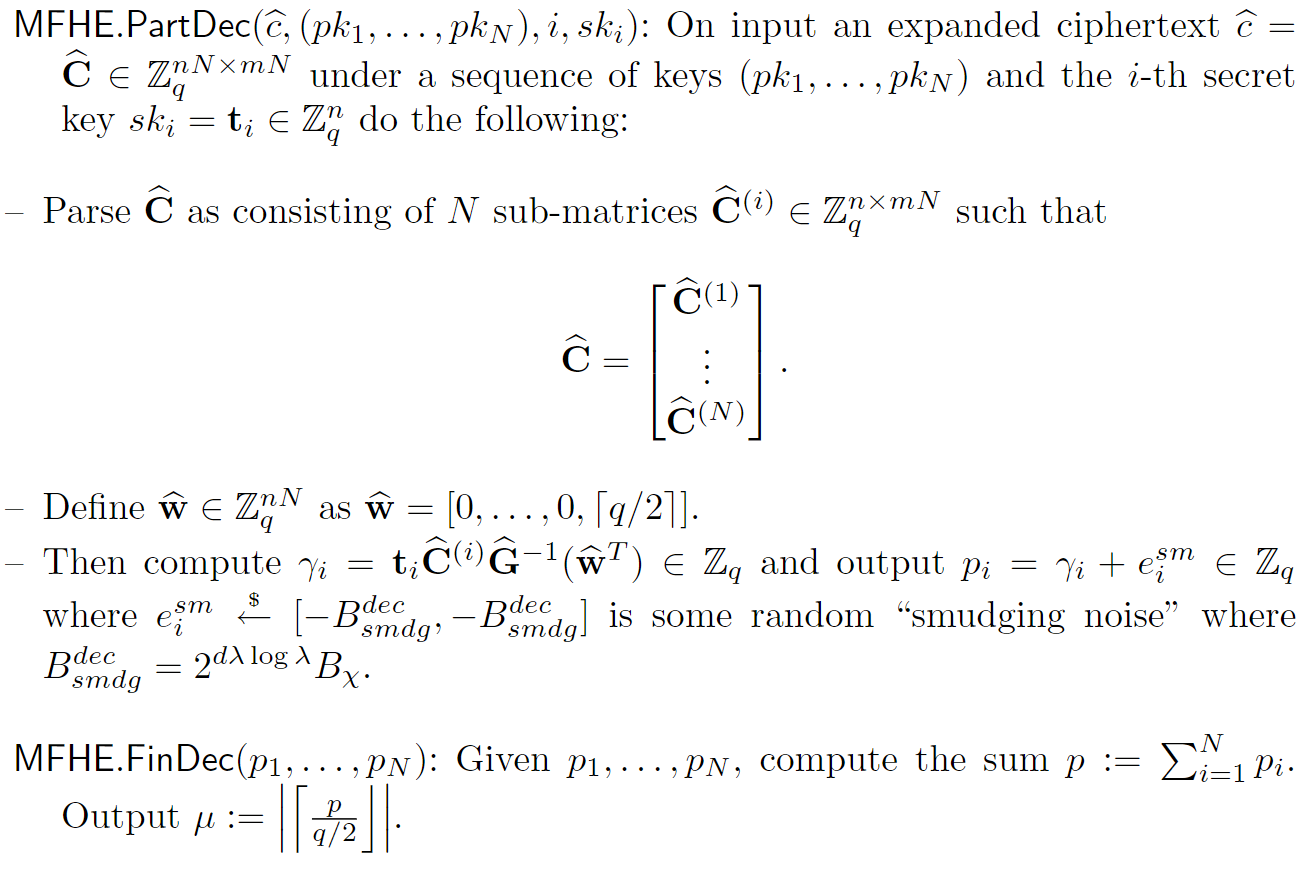 MFHE.PartDec(ĉ, (pk₁, . . . , pk_N), i, sk_i): On input an expanded ciphertext ĉ =
Ĉ ∈ ℤ_q^{nN×mN} under a sequence of keys (pk₁, . . . , pk_N) and the i-th secret
key sk_i = t_i ∈ ℤ_q^n do the following:
– Parse Ĉ as consisting of N sub-matrices Ĉ^{(i)} ∈ ℤ_q^{n×mN} such that
Ĉ^{(1)}
Ĉ = [ ⋮ ] .
Ĉ^{(N)}
– Define ŵ ∈ ℤ_q^{nN} as ŵ = [0, . . . , 0, ⌈q/2⌉].
– Then compute γ_i = t_iĈ^{(i)}Ĝ^{−1}(ŵ^T) ∈ ℤ_q and output p_i = γ_i + e_i^{sm} ∈ ℤ_q
where e_i^{sm} ←$ [−B_{smdg}^{dec}, −B_{smdg}^{dec}] is some random “smudging noise” where
B_{smdg}^{dec} = 2^{dλ log λ}B_χ.
MFHE.FinDec(p₁, . . . , p_N): Given p₁, . . . , p_N, compute the sum p := ∑_{i=1}^N p_i.
Output μ := |⌈p/(q/2)⌋|.